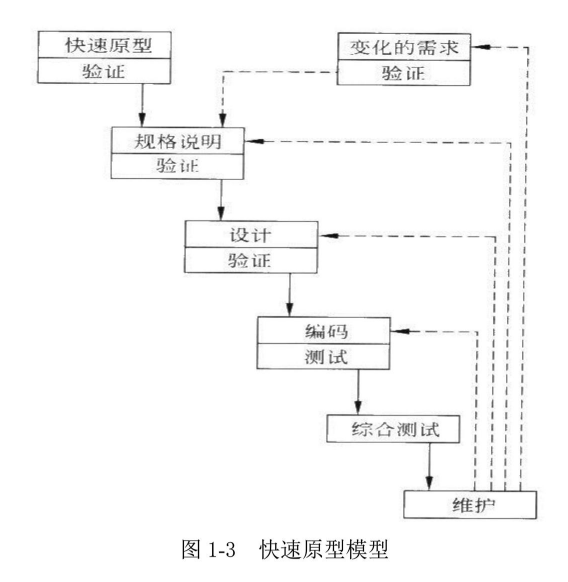 快速原型
验证
变化的需求
验证
规格说明
验证
设计
验证
编码
测试
综合测试
维护
图 1-3 快速原型模型